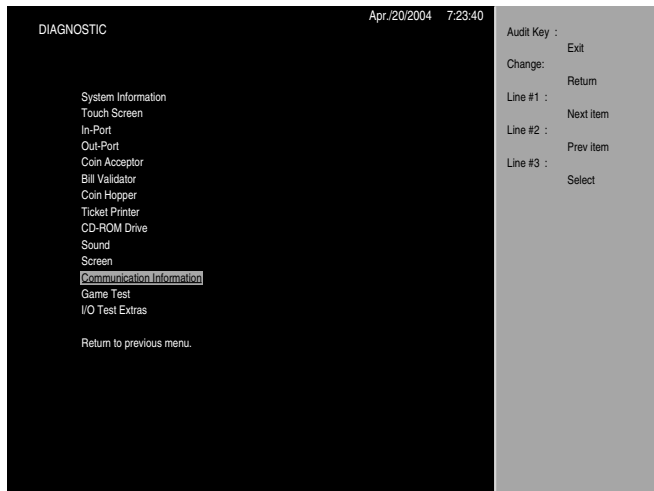 DIAGNOSTIC
Apr./20/2004 7:23:40
System Information
Touch Screen
In-Port
Out-Port
Coin Acceptor
Bill Validator
Coin Hopper
Ticket Printer
CD-ROM Drive
Sound
Screen
Communication Information
Game Test
I/O Test Extras
Return to previous menu.
Audit Key :
Exit
Change:
Return
Line #1 :
Next item
Line #2 :
Prev item
Line #3 :
Select